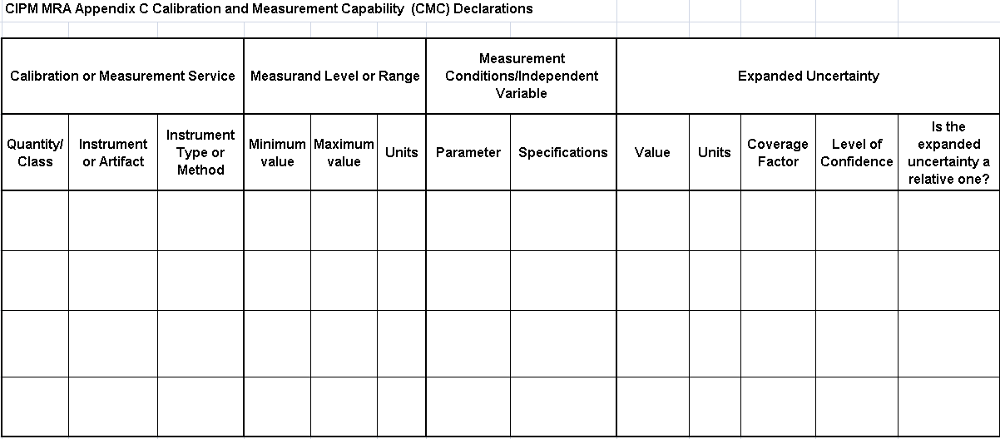 CIPM MRA Appendix C Calibration and Measurement Capability  (CMC) Declarations
Calibration or Measurement Service
Measurand Level or Range
Measurement
Conditions/Independent
Variable
Expanded Uncertainty
Quantity/
Class
Instrument
or Artifact
Instrument
Type or
Method
Minimum
value
Maximum
value
Units
Parameter
Specifications
Value
Units
Coverage
Factor
Level of
Confidence
Is the
expanded
uncertainty a
relative one?